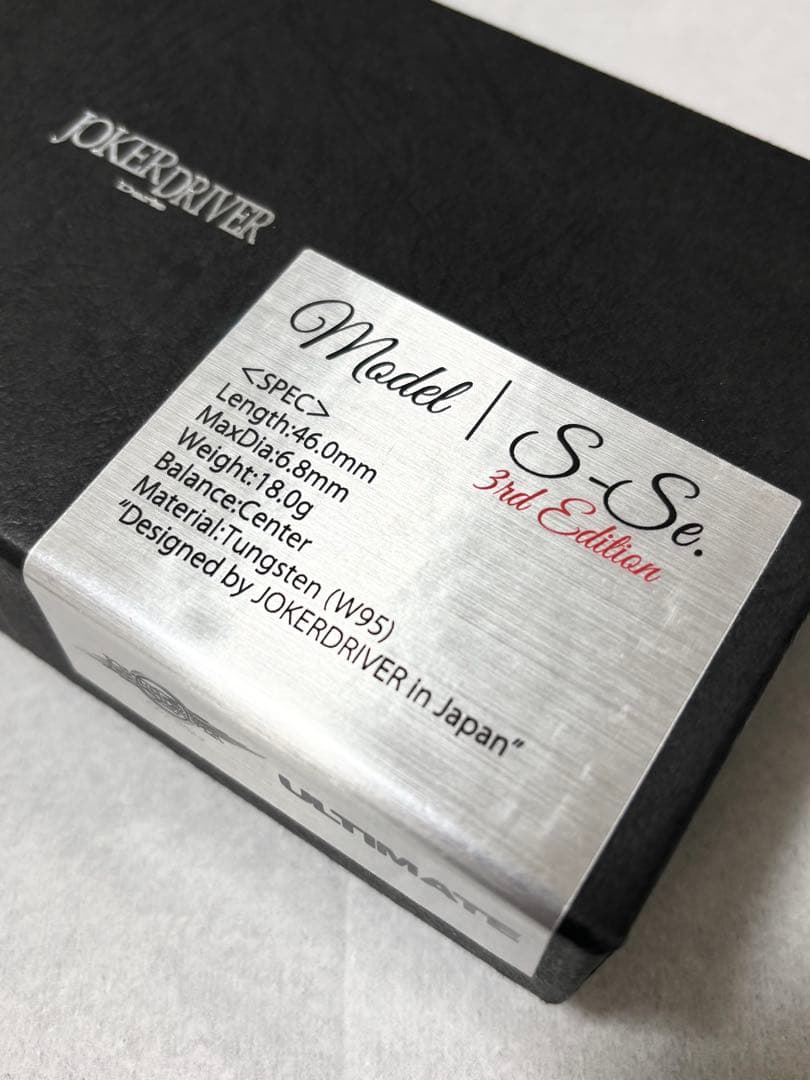 JOKERDRIVER
Darts
Model | S-Se.
3rd Edition
<SPEC>
Length:46.0mm
MaxDia:6.8mm
Weight:18.0g
Balance:Center
Material:Tungsten (W95)
“Designed by JOKERDRIVER in Japan”
ULTIMATE